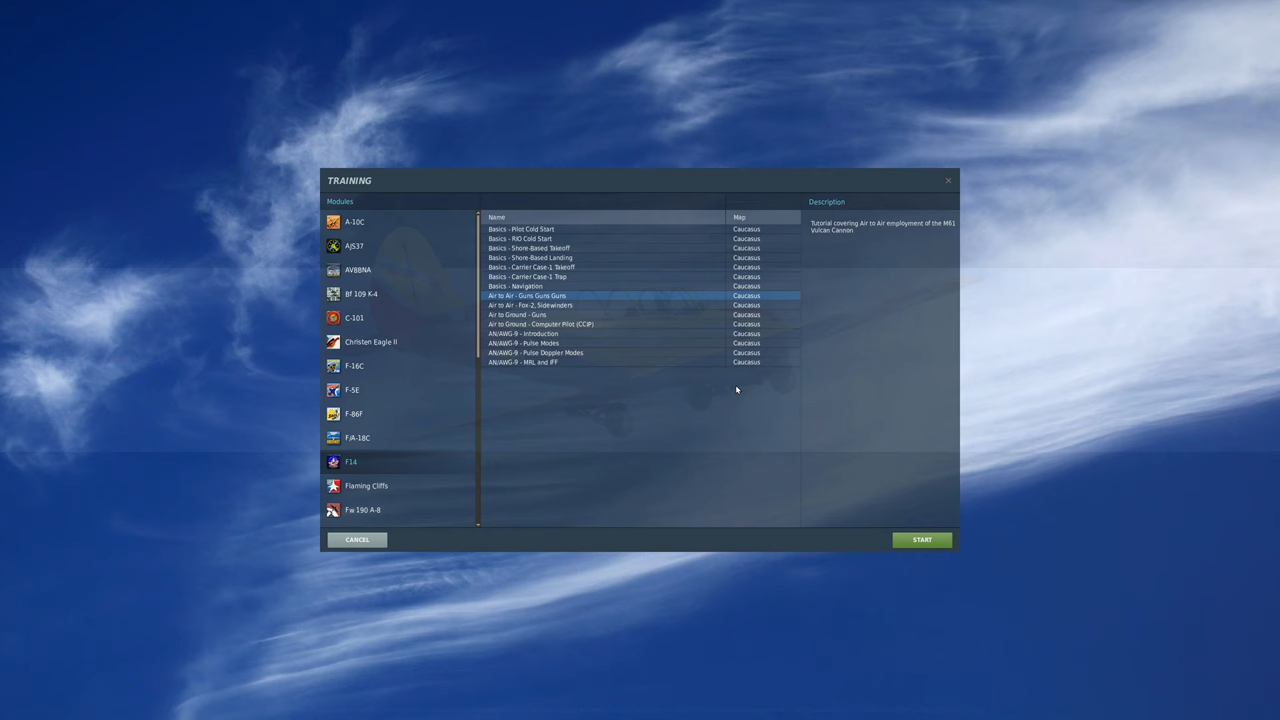 TRAINING
Modules
Description
A-10C
AJS37
AV8BNA
Bf 109 K-4
C-101
Christen Eagle II
F-16C
F-5E
F-86F
F/A-18C
F14
Flaming Cliffs
Fw 190 A-8
Name Map
Basics - Pilot Cold Start Caucasus
Basics - RIO Cold Start Caucasus
Basics - Shore-Based Takeoff Caucasus
Basics - Shore-Based Landing Caucasus
Basics - Carrier Case-1 Takeoff Caucasus
Basics - Carrier Case-1 Trap Caucasus
Basics - Navigation Caucasus
Air to Air - Guns Guns Guns Caucasus
Air to Air - Fox-2, Sidewinders Caucasus
Air to Ground - Guns Caucasus
Air to Ground - Computer Pilot (CCIP) Caucasus
AN/AWG-9 - Introduction Caucasus
AN/AWG-9 - Pulse Modes Caucasus
AN/AWG-9 - Pulse Doppler Modes Caucasus
AN/AWG-9 - MRL and IFF Caucasus
Tutorial covering Air to Air employment of the M61
Vulcan Cannon
CANCEL
START